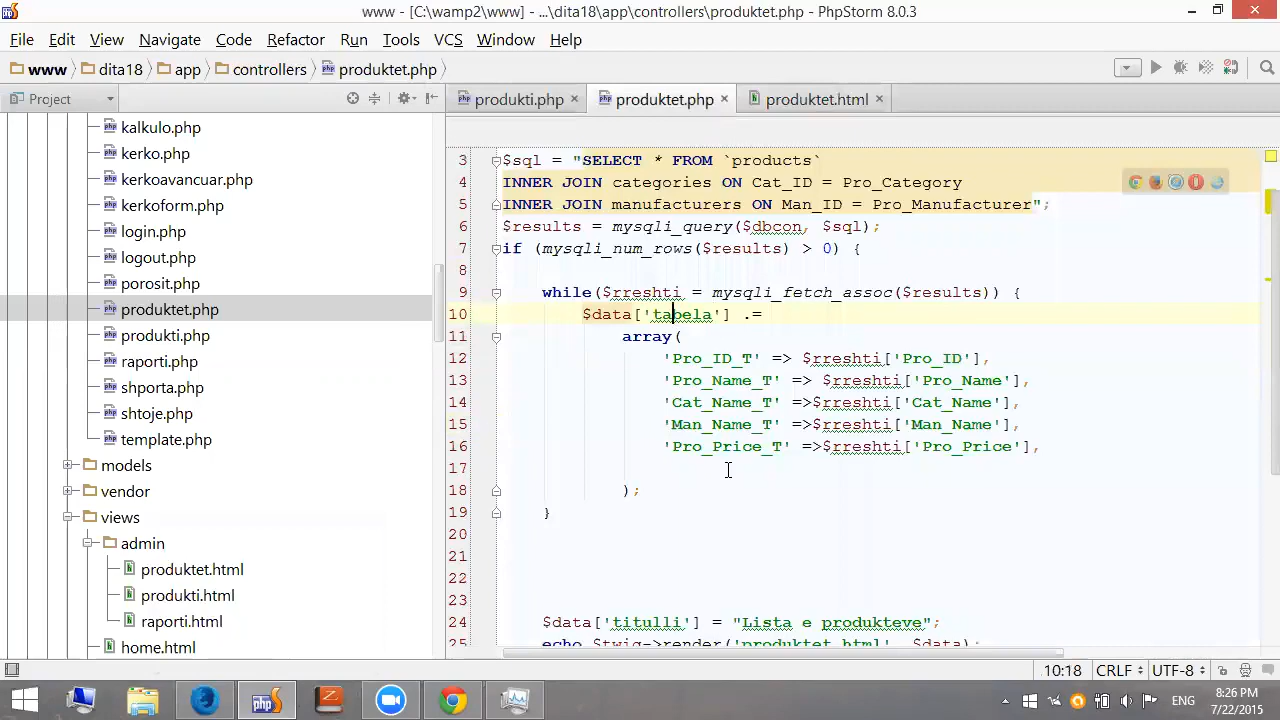 www - [C:\wamp2\www] - ...\dita18\app\controllers\produktet.php - PhpStorm 8.0.3
File Edit View Navigate Code Refactor Run Tools VCS Window Help
www dita18 app controllers produktet.php
Project
produkti.php
produktet.php
produktet.html
kalkulo.php
kerko.php
kerkoavancuar.php
kerkoform.php
login.php
logout.php
porosit.php
produktet.php
produkti.php
raporti.php
shporta.php
shtoje.php
template.php
models
vendor
views
admin
produktet.html
produkti.html
raporti.html
home.html
3 $sql = "SELECT * FROM `products`
4 INNER JOIN categories ON Cat_ID = Pro_Category
5 INNER JOIN manufacturers ON Man_ID = Pro_Manufacturer";
6 $results = mysqli_query($dbcon, $sql);
7 if (mysqli_num_rows($results) > 0) {
8
9 while($rreshti = mysqli_fetch_assoc($results)) {
10 $data['tabela'] .=
11 array(
12 'Pro_ID_T' => $rreshti['Pro_ID'],
13 'Pro_Name_T' => $rreshti['Pro_Name'],
14 'Cat_Name_T' =>$rreshti['Cat_Name'],
15 'Man_Name_T' =>$rreshti['Man_Name'],
16 'Pro_Price_T' =>$rreshti['Pro_Price'],
17
18 );
19 }
20
21
22
23
24 $data['titulli'] = "Lista e produkteve";
25 echo $twig->render('produktet.html', $data);
10:18 CRLF UTF-8
ENG
8:26 PM
7/22/2015